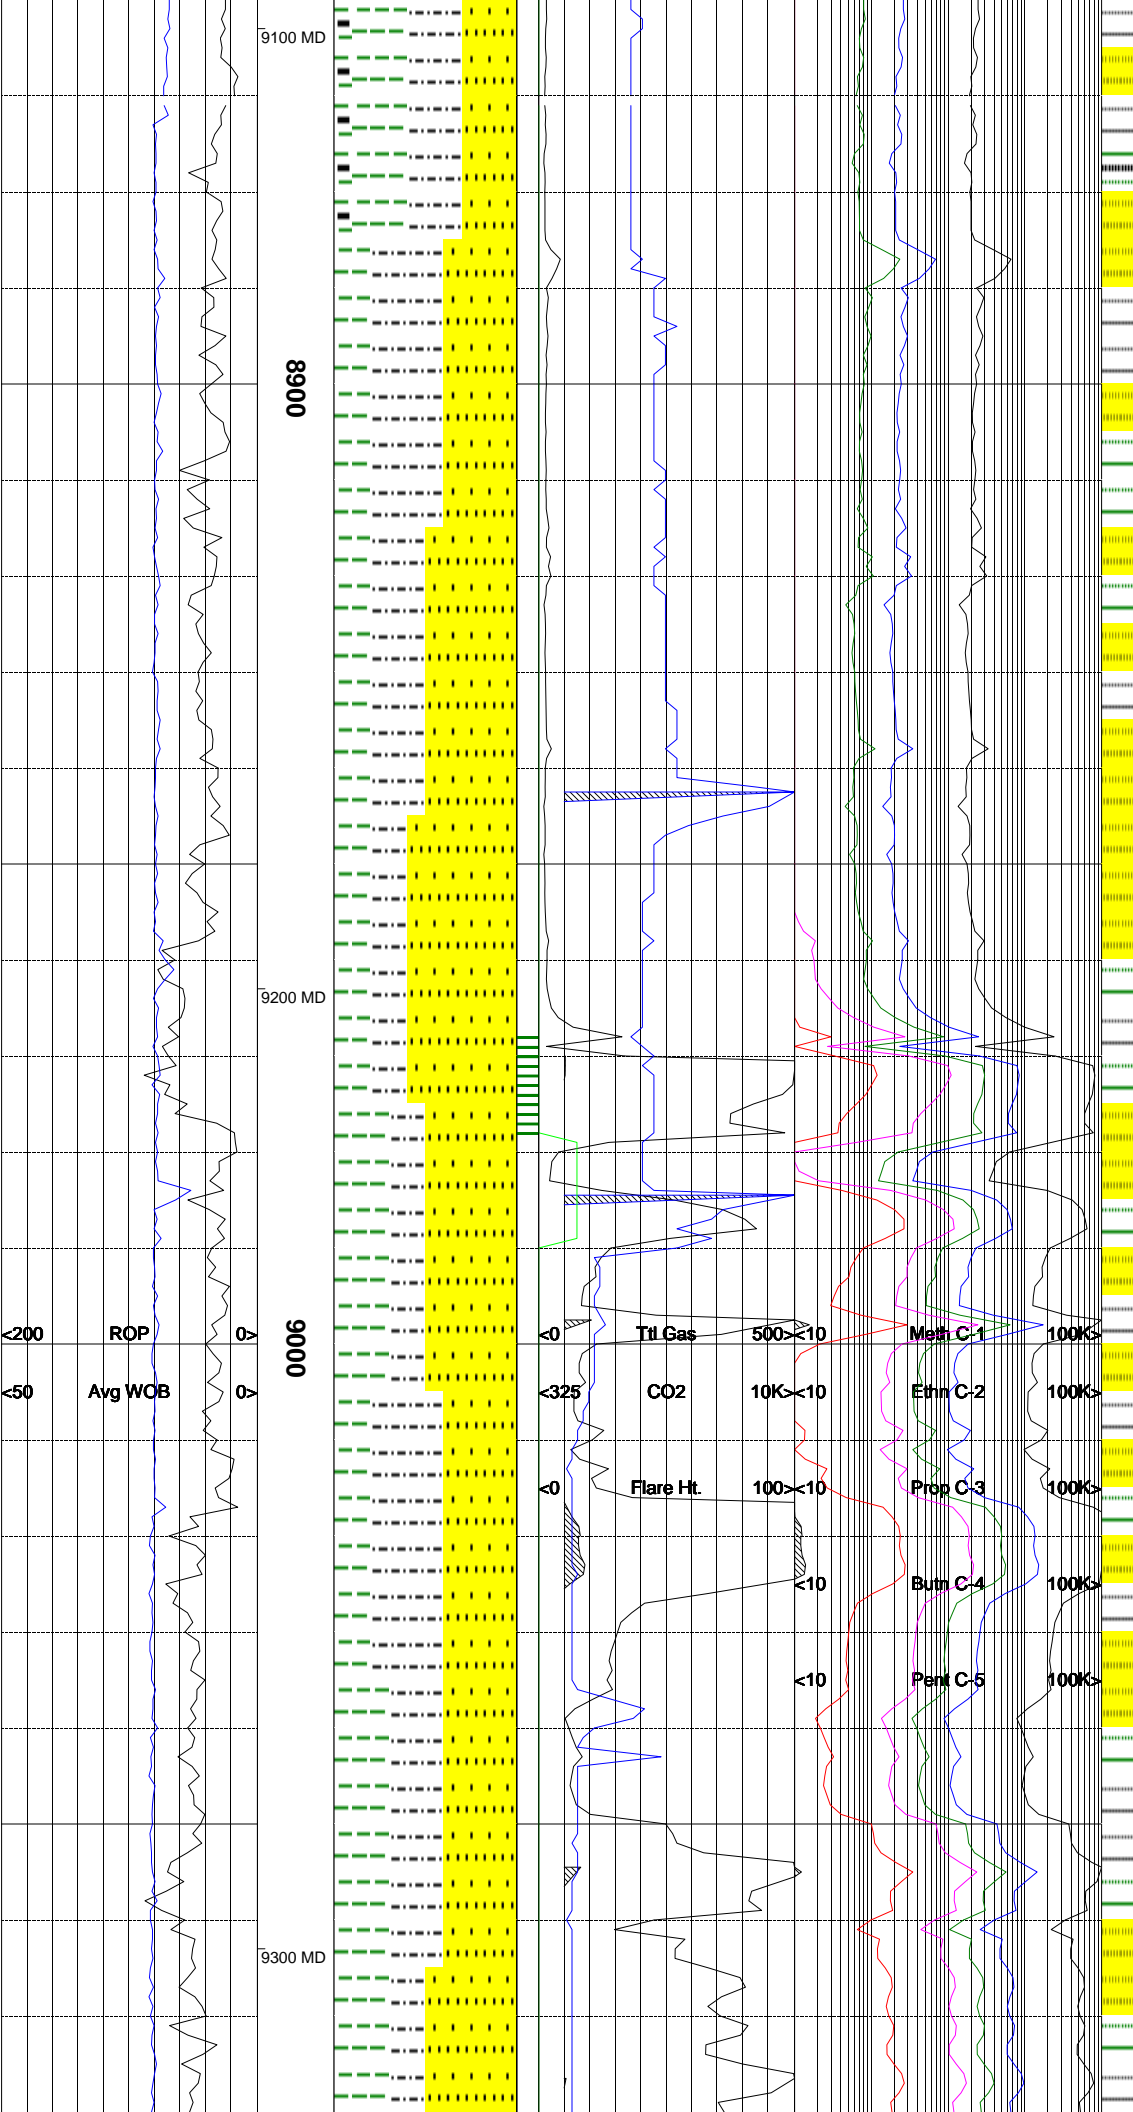 9100 MD
8900
9200 MD
<200 ROP 0> <0 Ttl Gas 500> <10 Meth C-1 100K>
9000
<50 Avg WOB 0> <325 CO2 10K> <10 Ethn C-2 100K>
<0 Flare Ht. 100> <10 Prop C-3 100K>
<10 Butn C-4 100K>
<10 Pent C-5 100K>
9300 MD